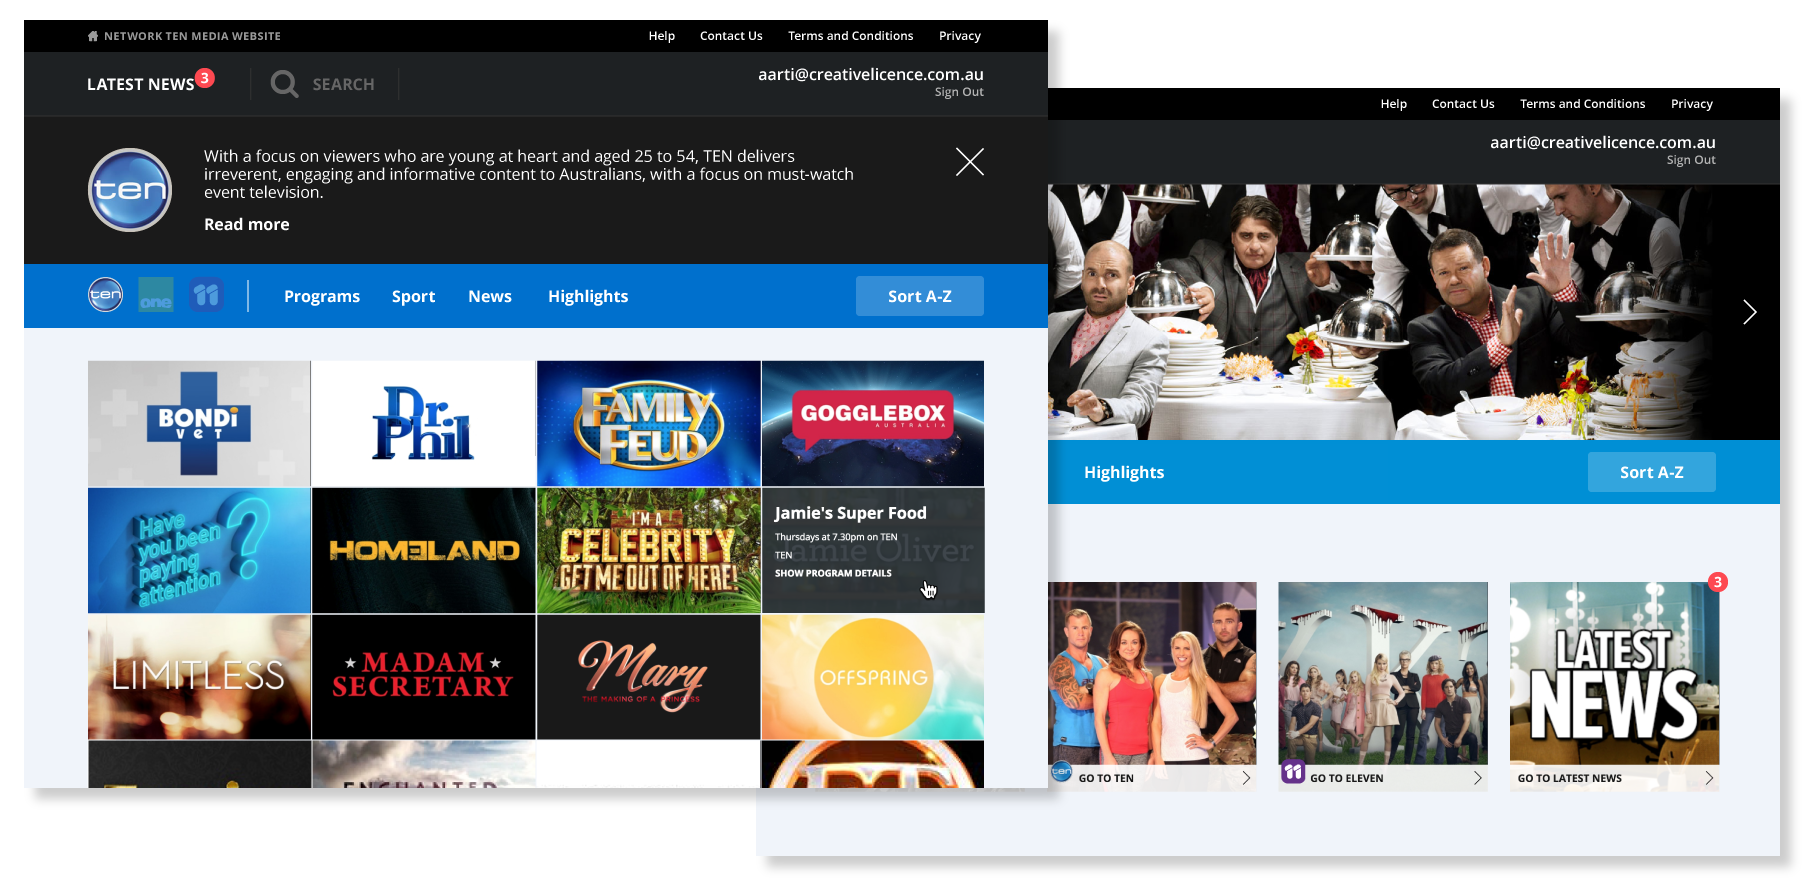 NETWORK TEN MEDIA WEBSITE
Help
Contact Us
Terms and Conditions
Privacy
LATEST NEWS
3
SEARCH
aarti@creativelicence.com.au
Sign Out
ten
With a focus on viewers who are young at heart and aged 25 to 54, TEN delivers
irreverent, engaging and informative content to Australians, with a focus on must-watch
event television.
Read more
ten
one
11
Programs
Sport
News
Highlights
Sort A-Z
BONDi
VET
Dr.
Phil
FAMILY
FEUD
GOGGLEBOX
AUSTRALIA
Have
you been
paying
attention
?
HOMELAND
I'M A
CELEBRITY
GET ME OUT OF HERE!
Jamie's Super Food
Thursdays at 7.30pm on TEN
Jamie Oliver
TEN
SHOW PROGRAM DETAILS
LIMITLESS
MADAM
SECRETARY
Mary
THE MAKING OF A PRINCESS
OFFSPRING
ENCHANTED
Help
Contact Us
Terms and Conditions
Privacy
aarti@creativelicence.com.au
Sign Out
Highlights
Sort A-Z
3
LATEST
NEWS
ten
GO TO TEN
11
GO TO ELEVEN
GO TO LATEST NEWS